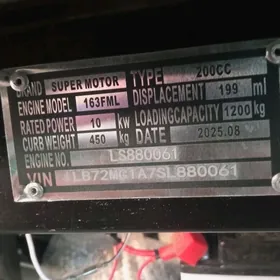 BRAND SUPER MOTOR TYPE 200CC
ENGINE MODEL 163FML DISPLACEMENT 199 ml
RATED POWER 10 kw LOADINGCAPACITY 1200 kg
CURB WEIGHT 450 kg DATE 2025.08
ENGINE NO. LS880061
VIN LB72MG1A7SL880061